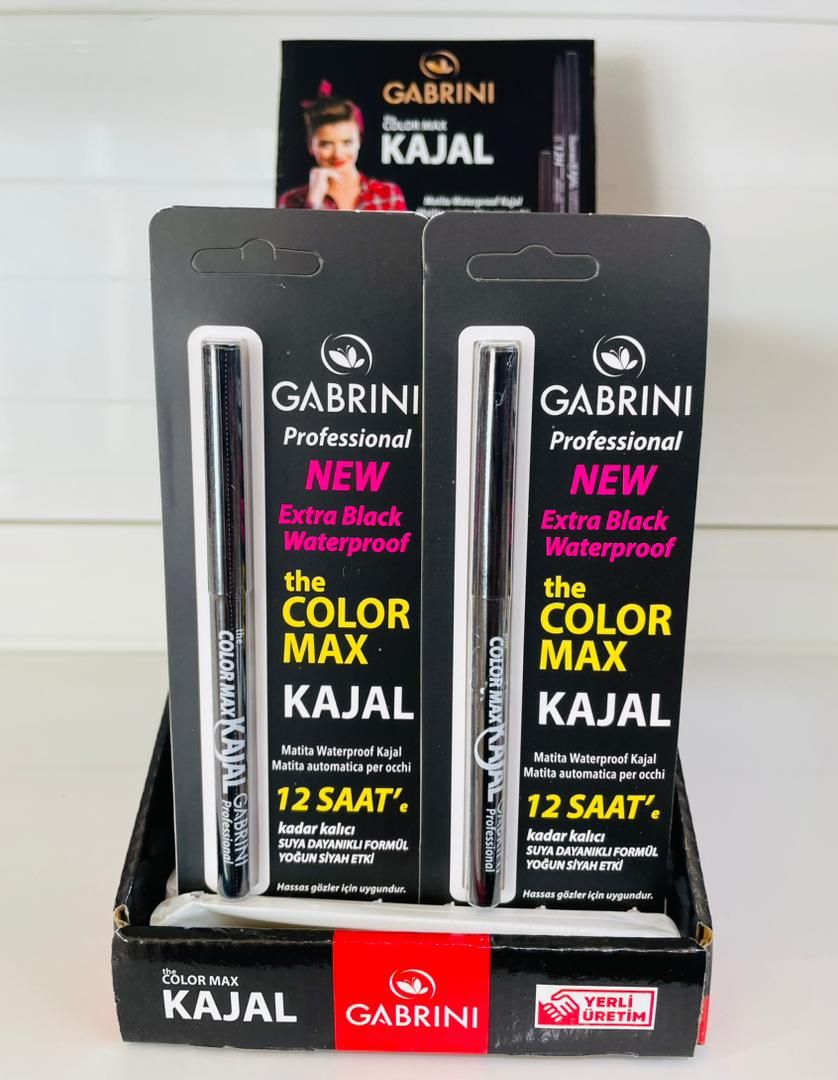 GABRINI
the
COLOR MAX
KAJAL
Matita Waterproof Kajal
GABRINI
Professional
NEW
Extra Black
Waterproof
the
COLOR
MAX
KAJAL
Matita Waterproof Kajal
Matita automatica per occhi
12 SAAT'e
kadar kalıcı
SUYA DAYANIKLI FORMÜL
YOĞUN SİYAH ETKİ
Hassas gözler için uygundur.
the
COLOR MAX
KAJAL
GABRINI
Professional
GABRINI
Professional
NEW
Extra Black
Waterproof
the
COLOR
MAX
KAJAL
Matita Waterproof Kajal
Matita automatica per occhi
12 SAAT'e
kadar kalıcı
SUYA DAYANIKLI FORMÜL
YOĞUN SİYAH ETKİ
Hassas gözler için uygundur.
COLOR MAX
KAJAL
GABRINI
Professional
the
COLOR MAX
KAJAL
GABRINI
YERLİ
ÜRETİM